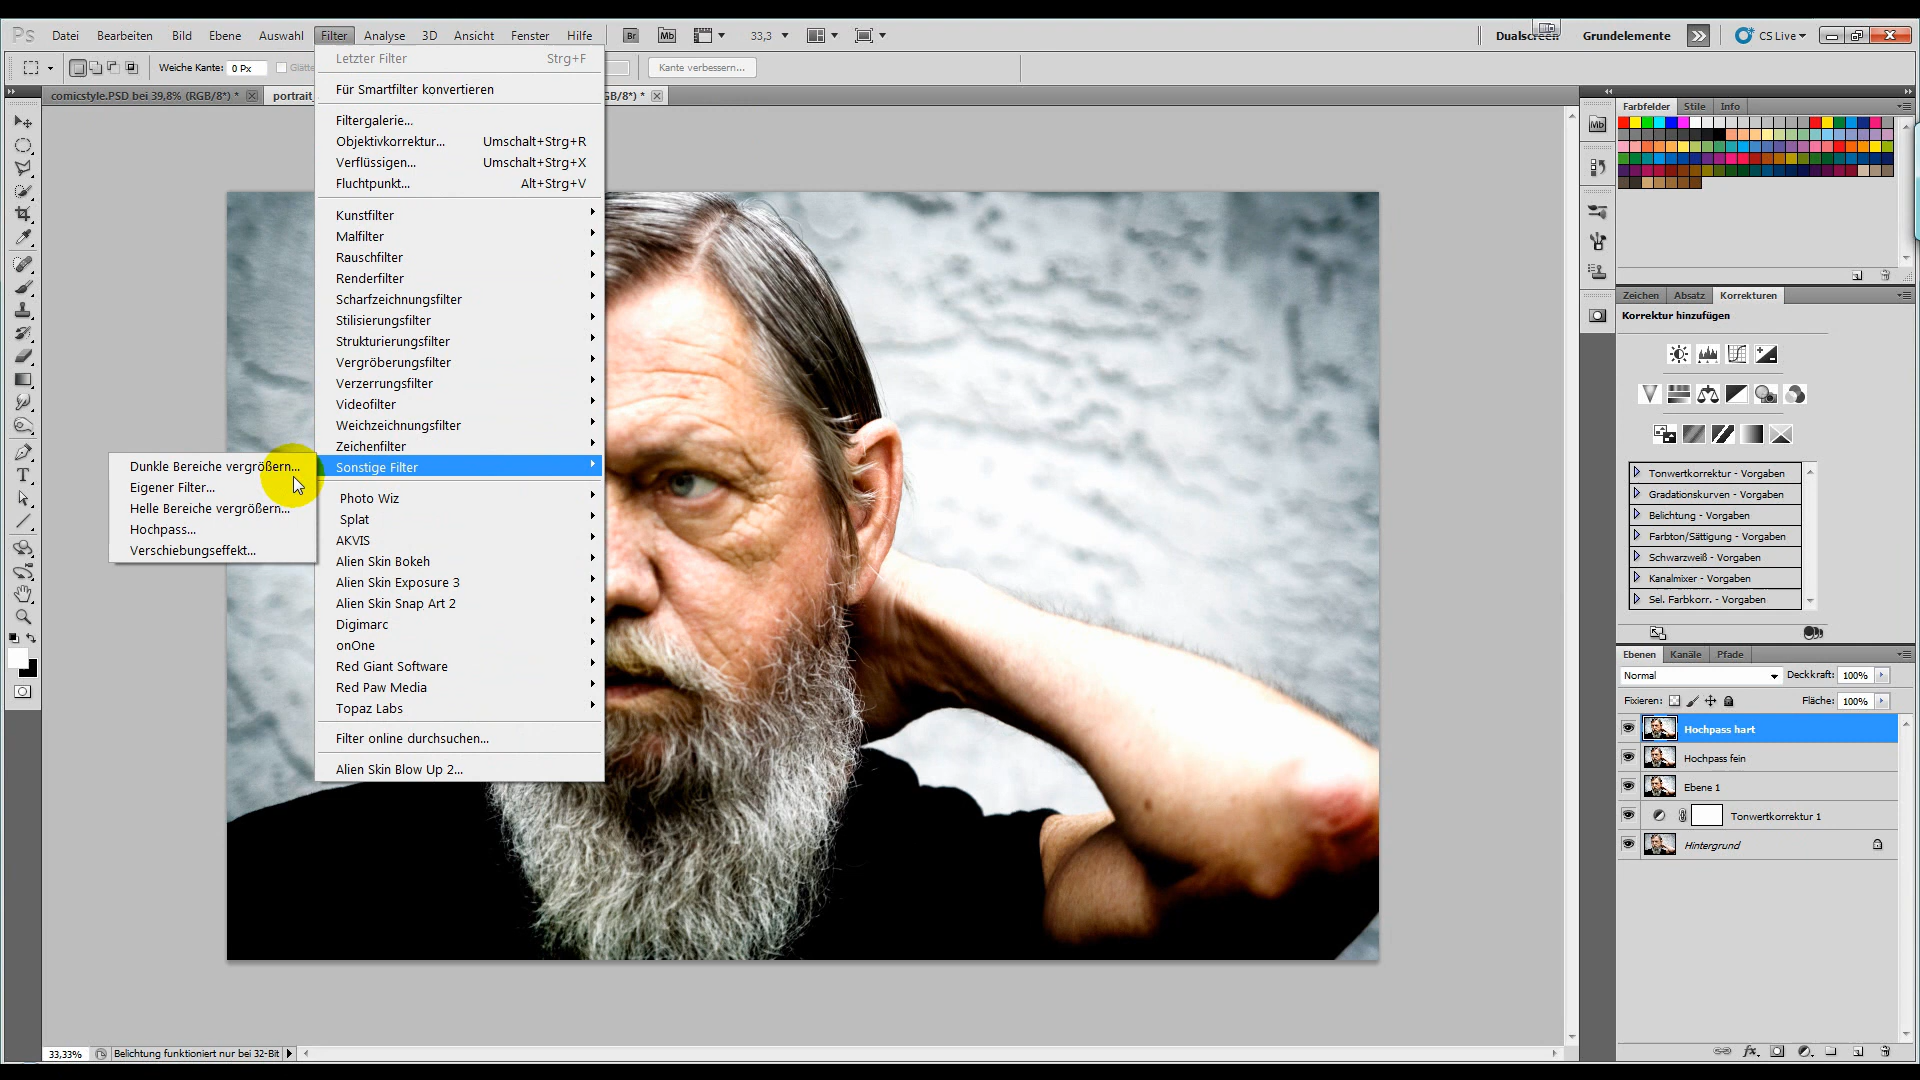 Ps Datei Bearbeiten Bild Ebene Auswahl Filter Analyse 3D Ansicht Fenster Hilfe Br Mb 33,3 Dualscreen Grundelemente CS Live
Weiche Kante: 0 Px Kante verbessern...
comicstyle.PSD bei 39,8% (RGB/8*) *
Letzter Filter Strg+F
Für Smartfilter konvertieren
Filtergalerie...
Objektivkorrektur... Umschalt+Strg+R
Verflüssigen... Umschalt+Strg+X
Fluchtpunkt... Alt+Strg+V
Kunstfilter
Malfilter
Rauschfilter
Renderfilter
Scharfzeichnungsfilter
Stilisierungsfilter
Strukturierungsfilter
Vergröberungsfilter
Verzerrungsfilter
Videofilter
Weichzeichnungsfilter
Zeichenfilter
Sonstige Filter
Photo Wiz
Splat
AKVIS
Alien Skin Bokeh
Alien Skin Exposure 3
Alien Skin Snap Art 2
Digimarc
onOne
Red Giant Software
Red Paw Media
Topaz Labs
Filter online durchsuchen...
Alien Skin Blow Up 2...
Dunkle Bereiche vergrößern...
Eigener Filter...
Helle Bereiche vergrößern...
Hochpass...
Verschiebungseffekt...
Farbfelder Stile Info
Mb
Zeichen Absatz Korrekturen
Korrektur hinzufügen
Tonwertkorrektur - Vorgaben
Gradationskurven - Vorgaben
Belichtung - Vorgaben
Farbton/Sättigung - Vorgaben
Schwarzweiß - Vorgaben
Kanalmixer - Vorgaben
Sel. Farbkorr. - Vorgaben
Ebenen Kanäle Pfade
Normal Deckkraft: 100%
Fixieren: Fläche: 100%
Hochpass hart
Hochpass fein
Ebene 1
Tonwertkorrektur 1
Hintergrund
33,33% Belichtung funktioniert nur bei 32-Bit